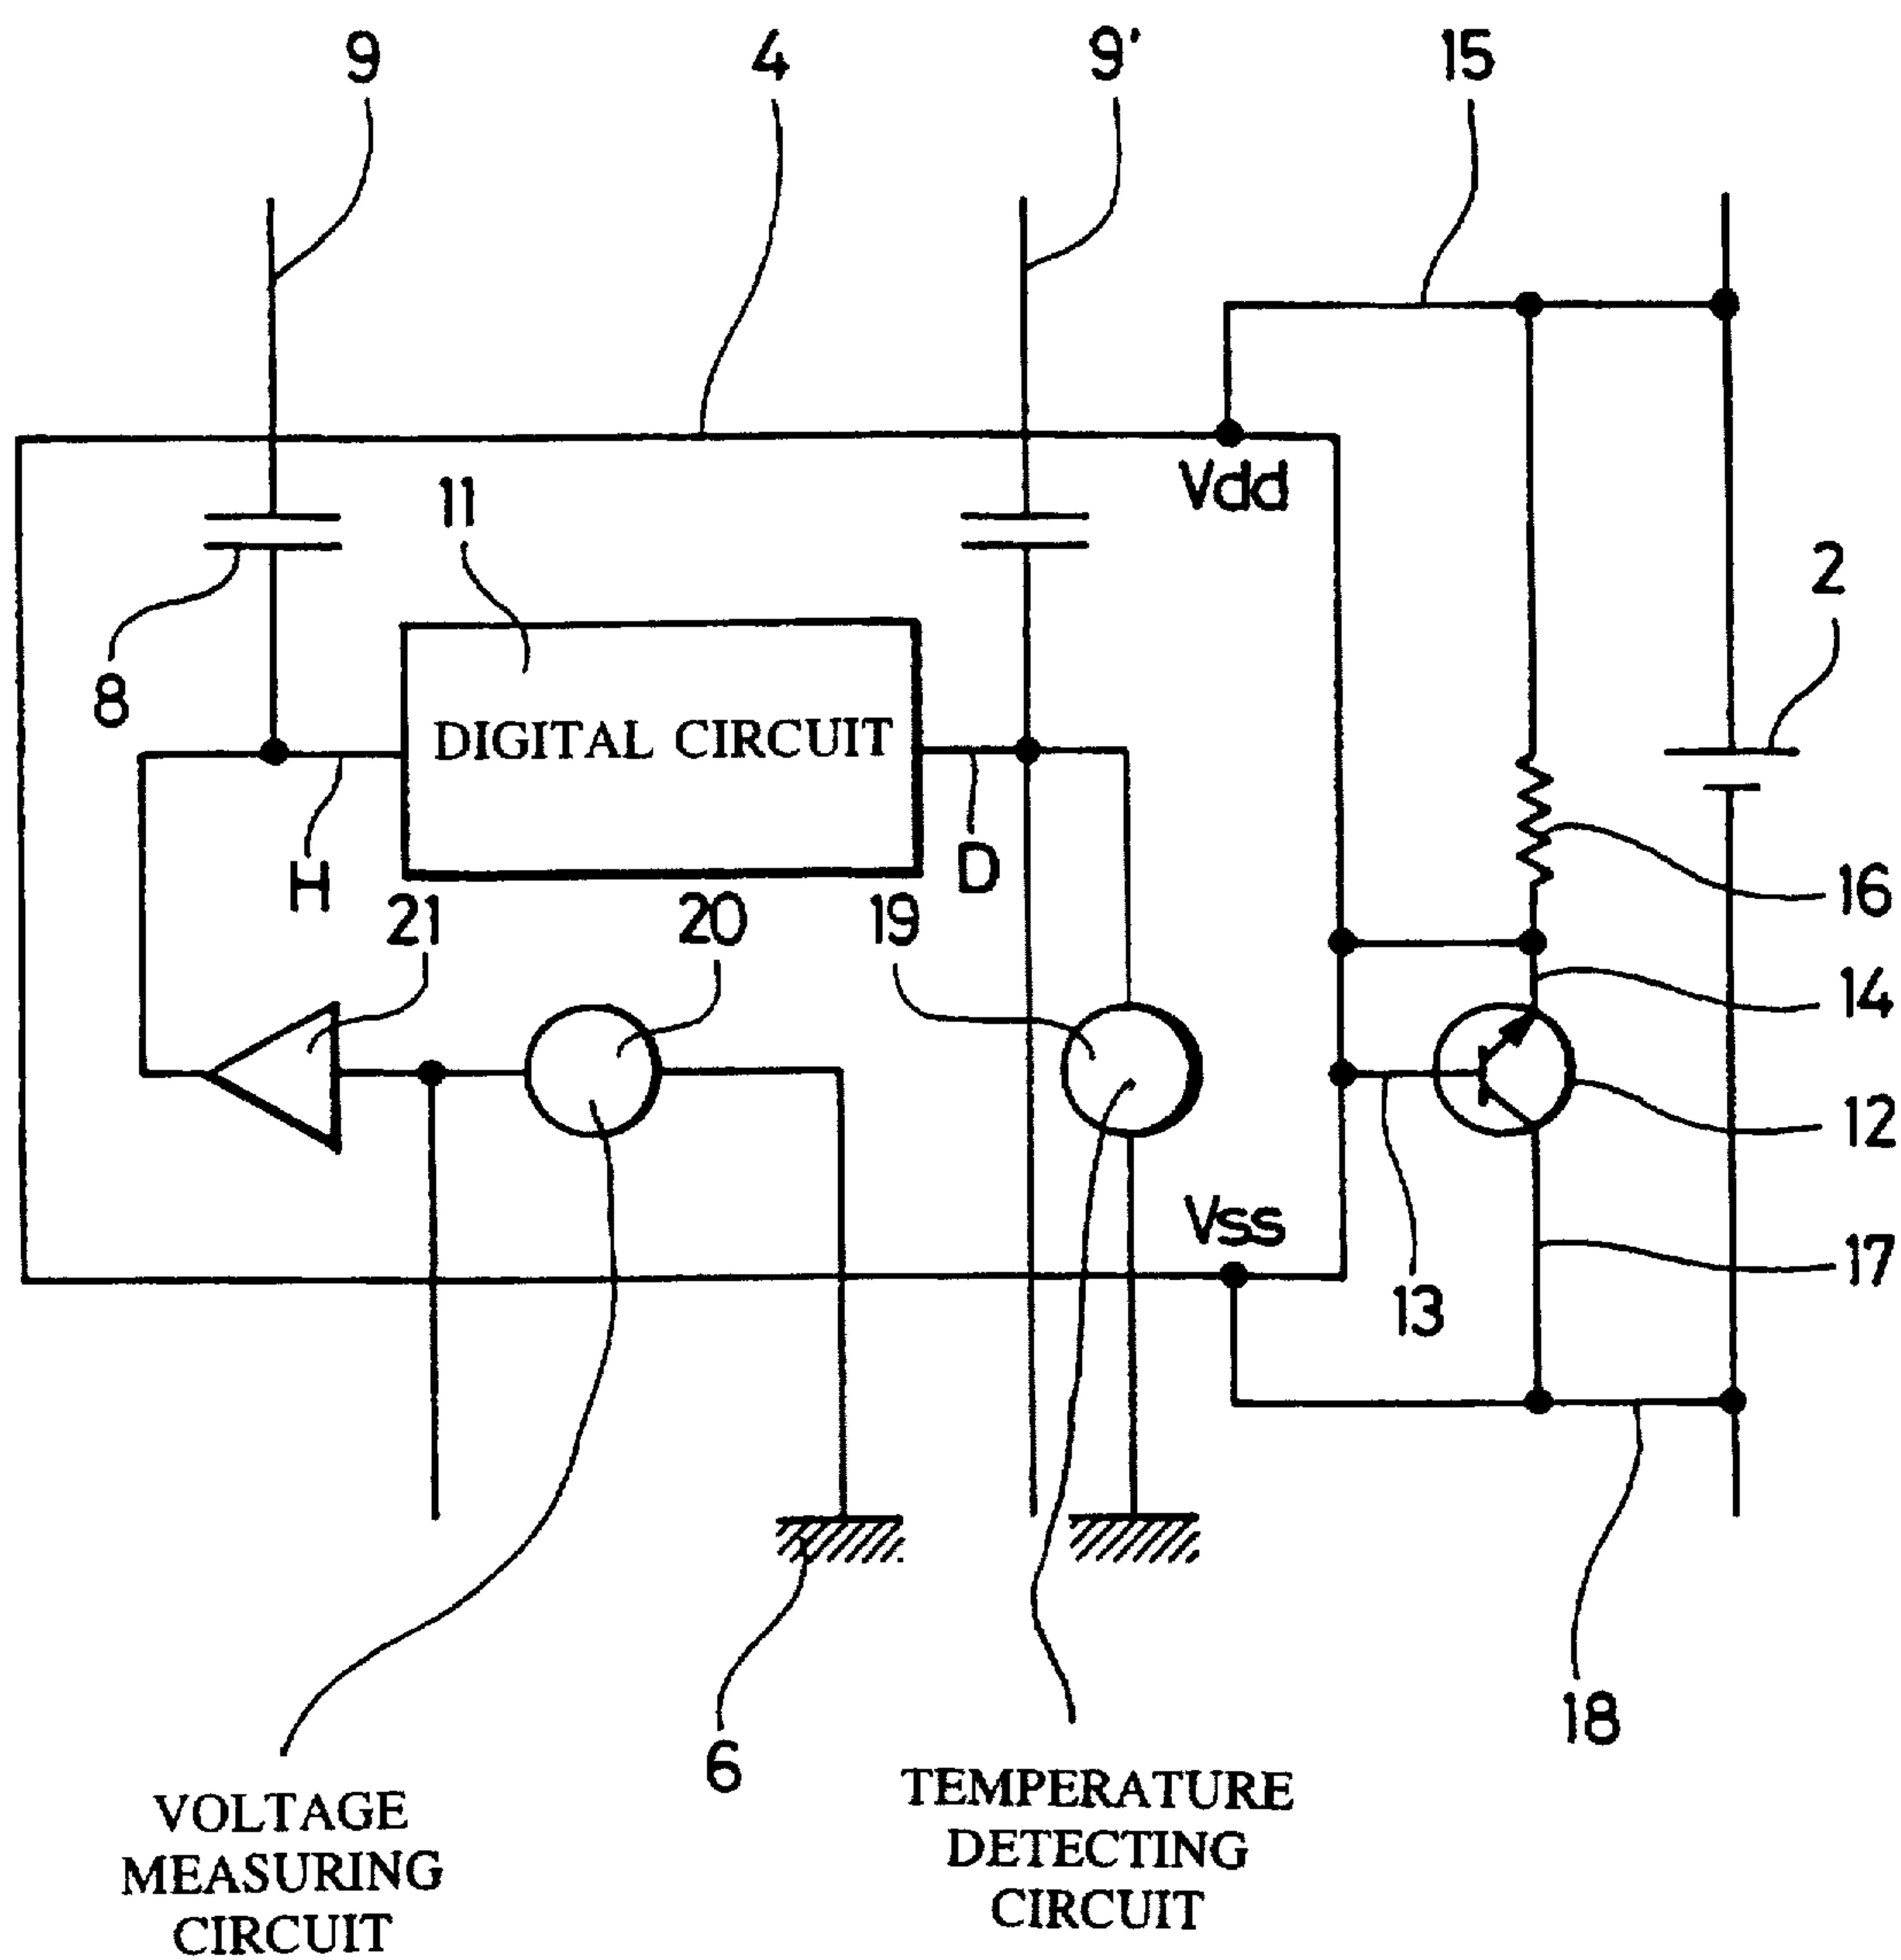 9
4
9'
15
Vdd
11
2
8
DIGITAL CIRCUIT
H
D
16
21
20
19
14
12
Vss
17
13
18
6
VOLTAGE
MEASURING
CIRCUIT
TEMPERATURE
DETECTING
CIRCUIT